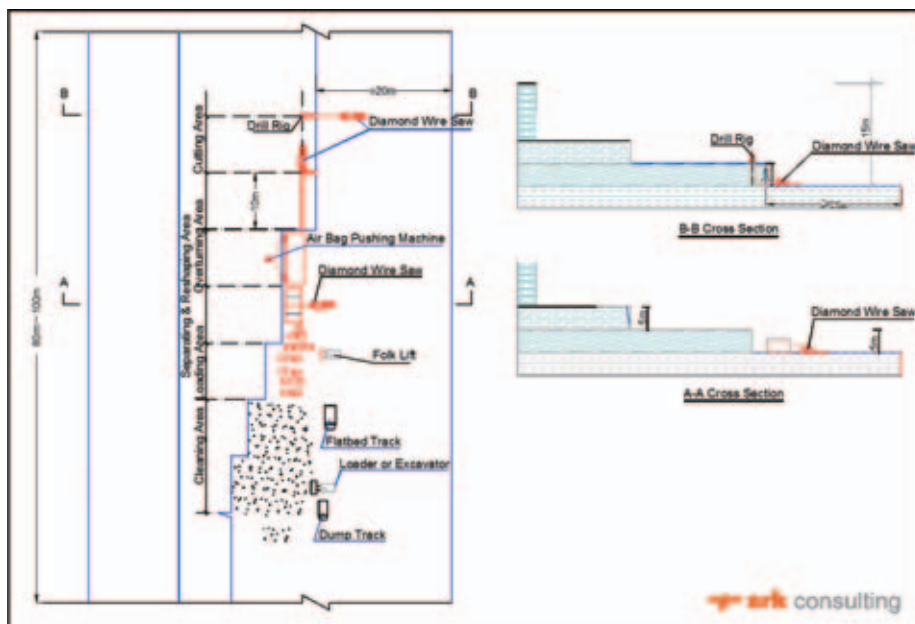 B
B
≤20m
Drill Rig
Diamond Wire Saw
Cutting Area
10m
Overturning Area
Air Bag Pushing Machine
Separating & Reshaping Area
Diamond Wire Saw
A
A
80m~100m
Loading Area
Folk Lift
Cleaning Area
Flatbed Track
Loader or Excavator
Dump Track
15m
Drill Rig
Diamond Wire Saw
B-B Cross Section
5m
Diamond Wire Saw
5m
A-A Cross Section
ark consulting